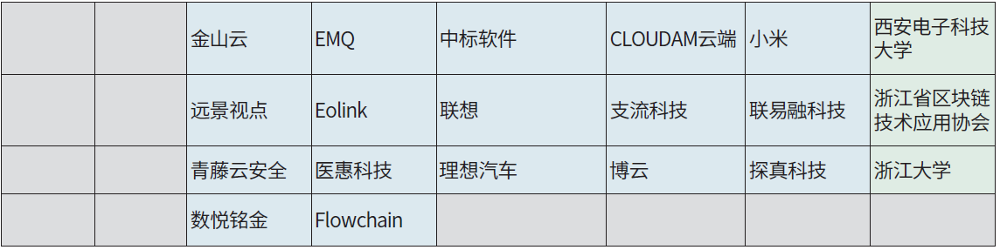 金山云
EMQ
中标软件
CLOUDAM云端
小米
西安电子科技
大学
远景视点
Eolink
联想
支流科技
联易融科技
浙江省区块链
技术应用协会
青藤云安全
医惠科技
理想汽车
博云
探真科技
浙江大学
数悦铭金
Flowchain